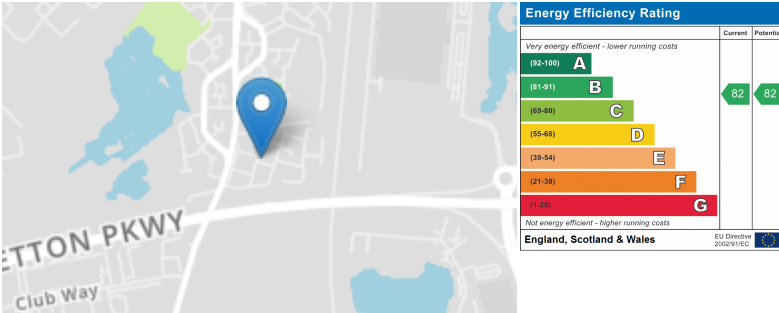 ETTON PKWY
Club Way
Energy Efficiency Rating
Current Potentia
Very energy efficient - lower running costs
(92-100) A
(81-91) B
(69-80) C
(55-68) D
(39-54) E
(21-38) F
(1-20) G
82 82
Not energy efficient - higher running costs
England, Scotland & Wales
EU Directive
2002/91/EC